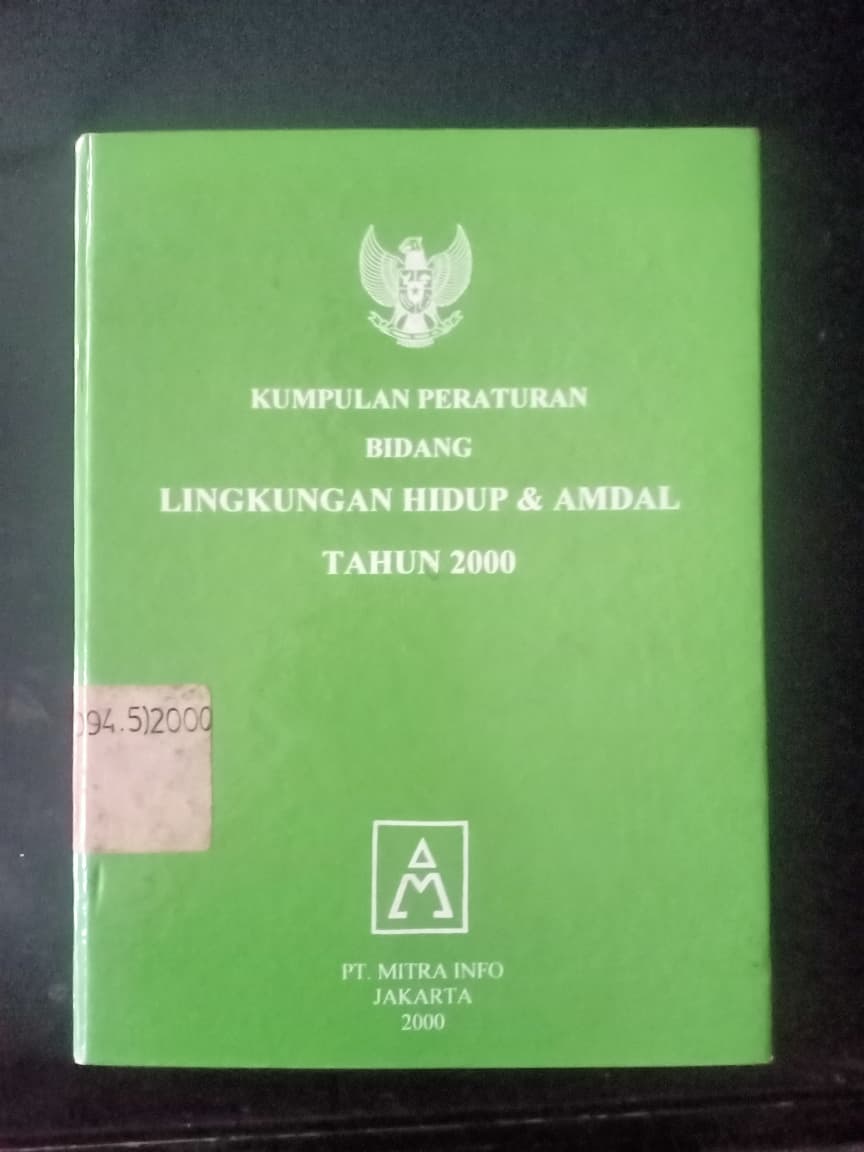 KUMPULAN PERATURAN
BIDANG
LINGKUNGAN HIDUP & AMDAL
TAHUN 2000
94.5)2000
PT. MITRA INFO
JAKARTA
2000